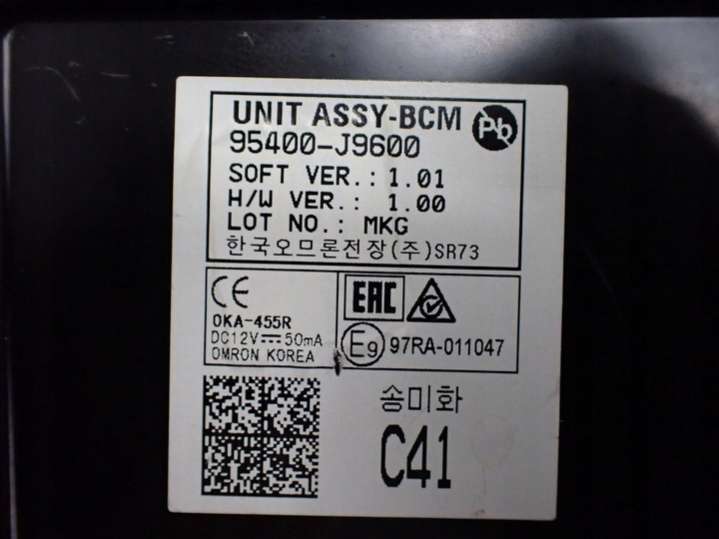 UNIT ASSY-BCM
Pb
95400-J9600
SOFT VER.: 1.01
H/W VER.: 1.00
LOT NO.: MKG
한국오므론전장(주)SR73
CE
OKA-455R
DC12V⎓50mA
OMRON KOREA
EAC
E9 97RA-011047
송미화
C41